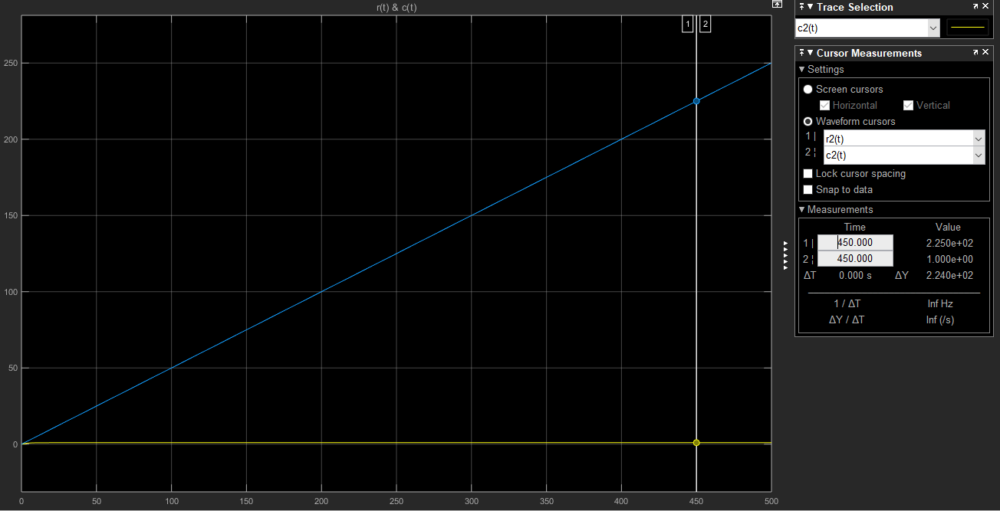 r(t) & c(t)
1 2
250
200
150
100
50
0
0 50 100 150 200 250 300 350 400 450 500
Trace Selection
c2(t)
Cursor Measurements
Settings
Screen cursors
Horizontal Vertical
Waveform cursors
1 | r2(t)
2 ¦ c2(t)
Lock cursor spacing
Snap to data
Measurements
Time Value
1 | 450.000 2.250e+02
2 ¦ 450.000 1.000e+00
ΔT 0.000 s ΔY 2.240e+02
1 / ΔT Inf Hz
ΔY / ΔT Inf (/s)